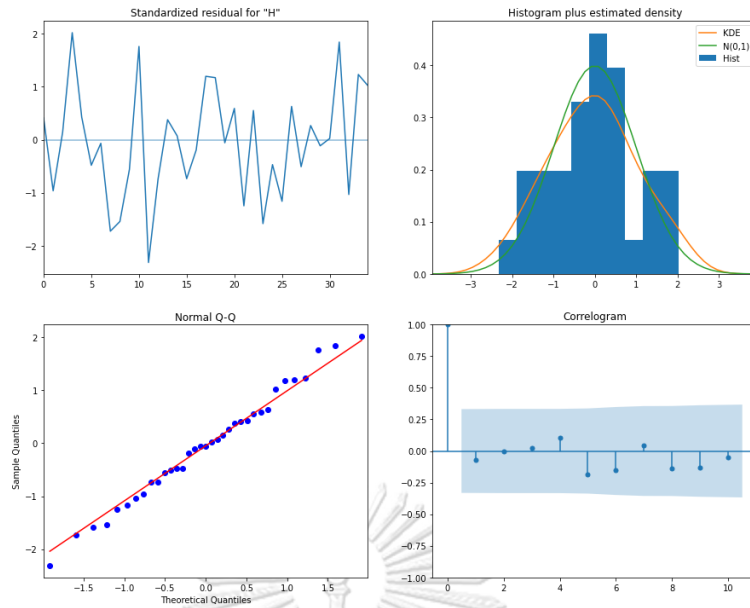 Standardized residual for "H"
2
1
0
−1
−2
0 5 10 15 20 25 30
Histogram plus estimated density
KDE
N(0,1)
Hist
0.4
0.3
0.2
0.1
0.0
−3 −2 −1 0 1 2 3
Normal Q-Q
Sample Quantiles
2
1
0
−1
−2
−1.5 −1.0 −0.5 0.0 0.5 1.0 1.5
Theoretical Quantiles
Correlogram
1.00
0.75
0.50
0.25
0.00
−0.25
−0.50
−0.75
−1.00
0 2 4 6 8 10